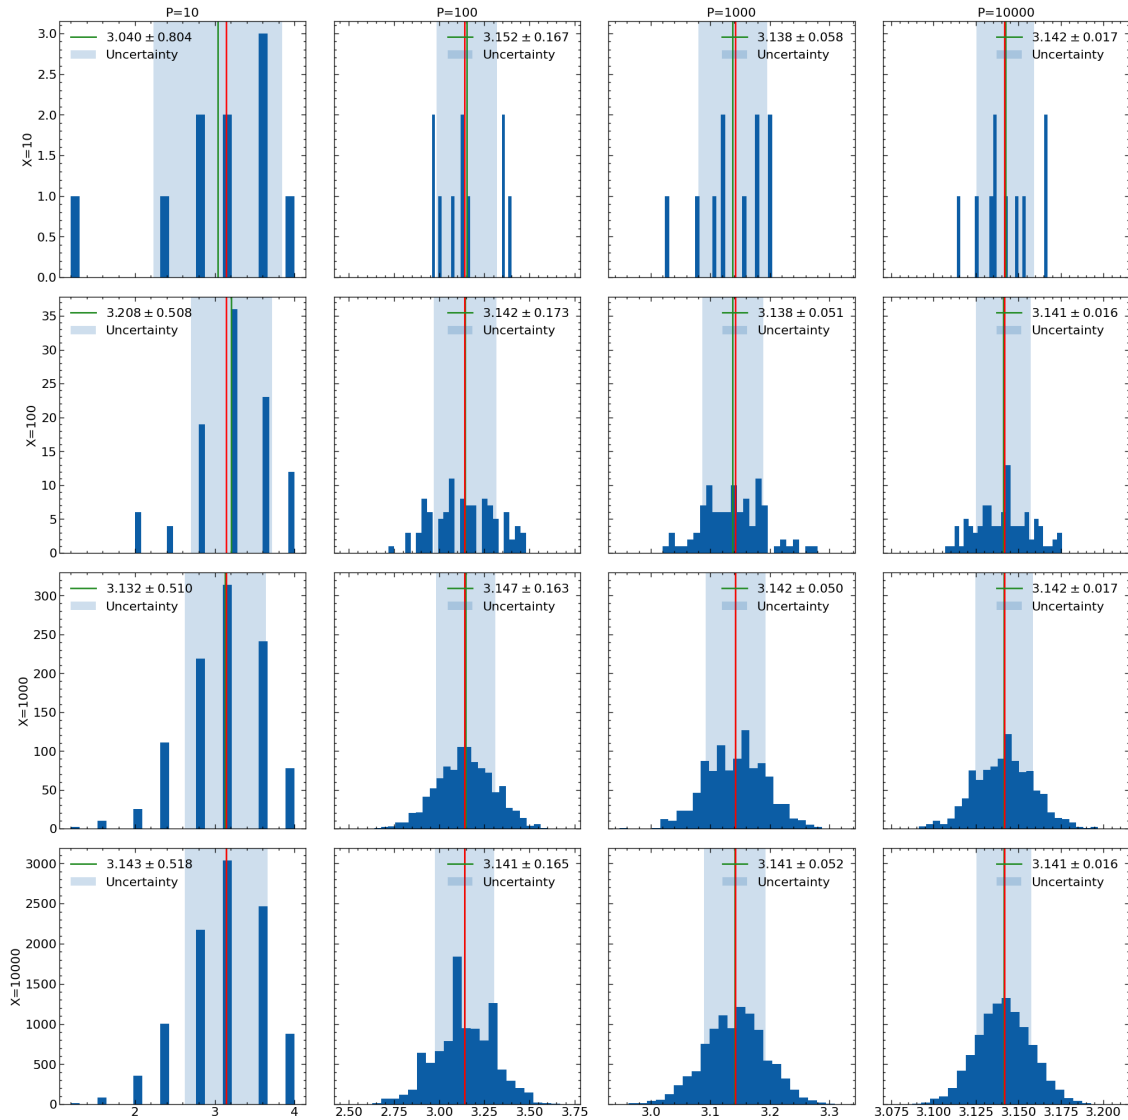 P=10 P=100 P=1000 P=10000
X=10
3.0
2.5
2.0
1.5
1.0
0.5
0.0
3.040 ± 0.804
Uncertainty
3.152 ± 0.167
Uncertainty
3.138 ± 0.058
Uncertainty
3.142 ± 0.017
Uncertainty
X=100
35
30
25
20
15
10
5
0
3.208 ± 0.508
Uncertainty
3.142 ± 0.173
Uncertainty
3.138 ± 0.051
Uncertainty
3.141 ± 0.016
Uncertainty
X=1000
300
250
200
150
100
50
0
3.132 ± 0.510
Uncertainty
3.147 ± 0.163
Uncertainty
3.142 ± 0.050
Uncertainty
3.142 ± 0.017
Uncertainty
X=10000
3000
2500
2000
1500
1000
500
0
3.143 ± 0.518
Uncertainty
3.141 ± 0.165
Uncertainty
3.141 ± 0.052
Uncertainty
3.141 ± 0.016
Uncertainty
2 3 4
2.50 2.75 3.00 3.25 3.50 3.75
3.0 3.1 3.2 3.3
3.075 3.100 3.125 3.150 3.175 3.000